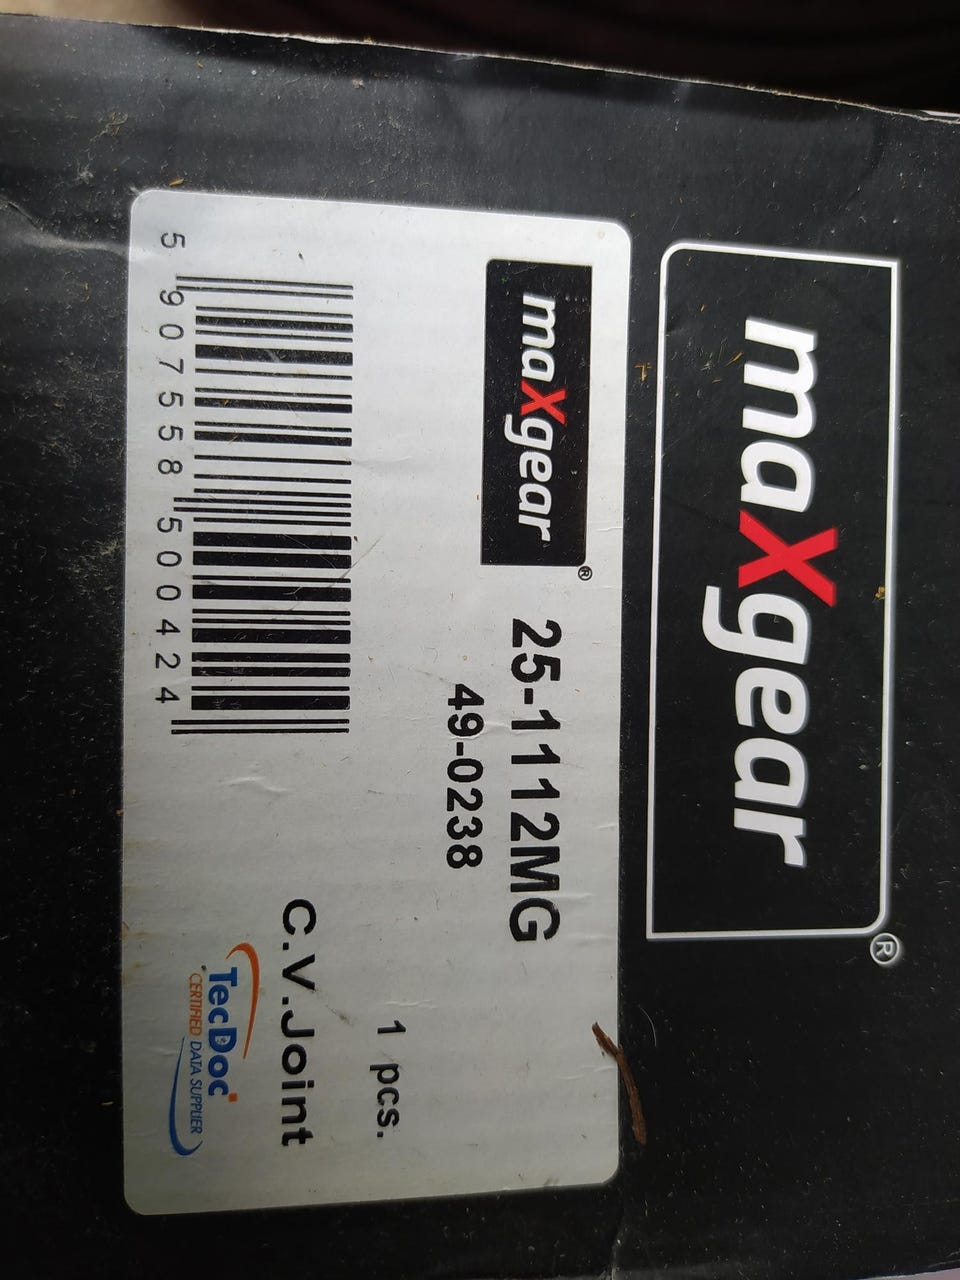 maxgear®
maxgear®
25-1112MG
49-0238
1 pcs.
C.V.Joint
5 907558 500424
TecDoc
CERTIFIED DATA SUPPLIER